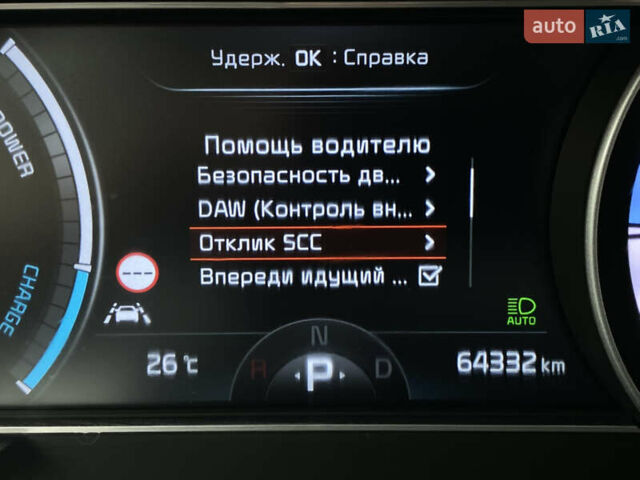 auto RIA .com
Удерж. OK : Справка
POWER
Помощь водителю
Безопасность дв... >
DAW (Контроль вн... >
Отклик SCC >
Впереди идущий ...
CHARGE
AUTO
N
26 °C
R P D
64332 km